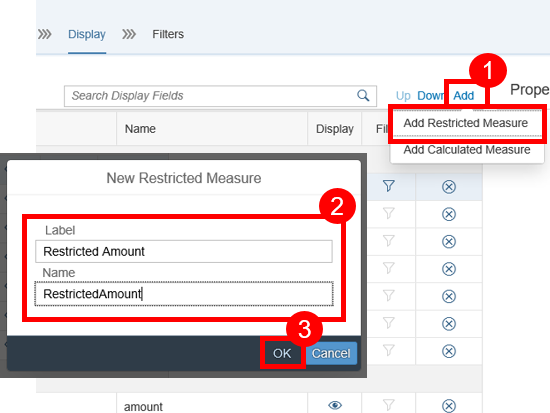 Display Filters
1
Search Display Fields Up Down Add Prope
Add Restricted Measure
Name Display Fil
Add Calculated Measure
New Restricted Measure
2
Label
Restricted Amount
Name
RestrictedAmount
3
OK Cancel
amount